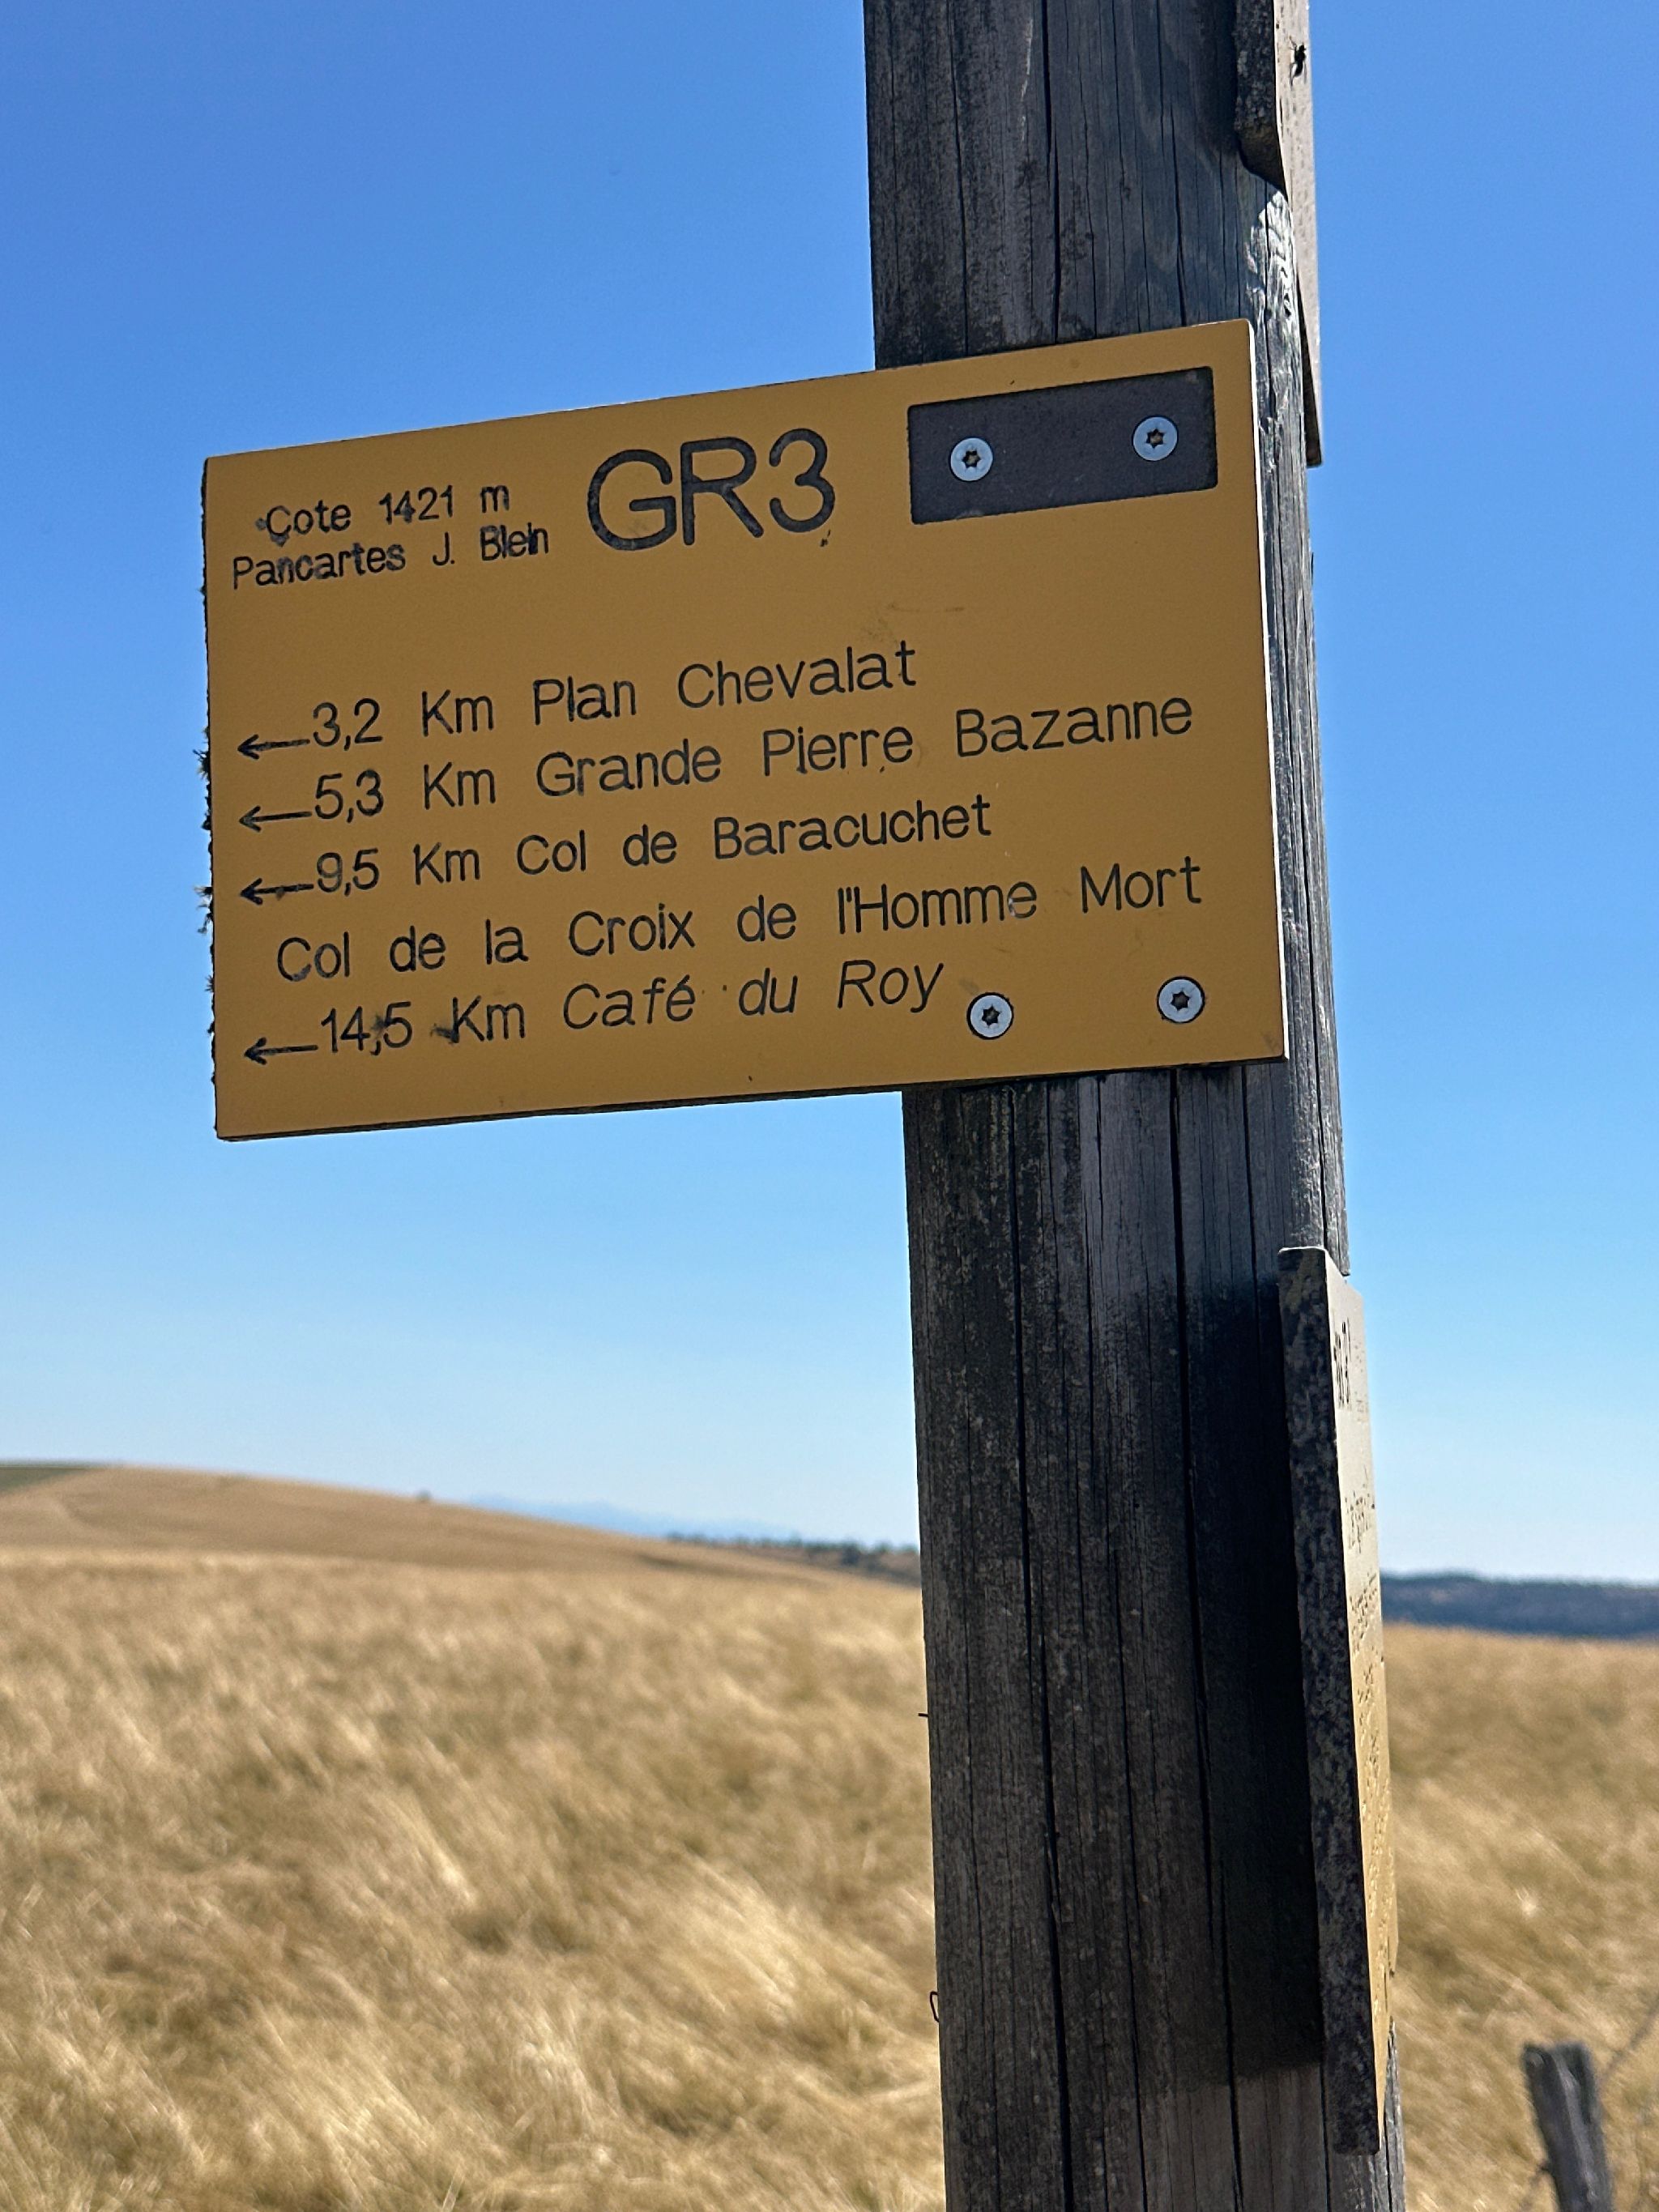 Cote 1421 m
Pancartes J. Blein
GR3
←3,2 Km Plan Chevalat
←5,3 Km Grande Pierre Bazanne
←9,5 Km Col de Baracuchet
Col de la Croix de l'Homme Mort
←14,5 Km Café du Roy